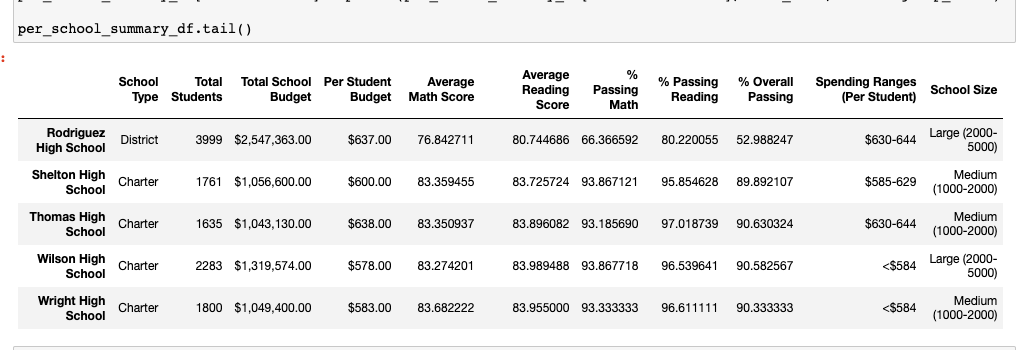 per_school_summary_df.tail()
:
School Type Total Students Total School Budget Per Student Budget Average Math Score Average Reading Score % Passing Math % Passing Reading % Overall Passing Spending Ranges (Per Student) School Size
Rodriguez High School District 3999 $2,547,363.00 $637.00 76.842711 80.744686 66.366592 80.220055 52.988247 $630-644 Large (2000-5000)
Shelton High School Charter 1761 $1,056,600.00 $600.00 83.359455 83.725724 93.867121 95.854628 89.892107 $585-629 Medium (1000-2000)
Thomas High School Charter 1635 $1,043,130.00 $638.00 83.350937 83.896082 93.185690 97.018739 90.630324 $630-644 Medium (1000-2000)
Wilson High School Charter 2283 $1,319,574.00 $578.00 83.274201 83.989488 93.867718 96.539641 90.582567 <$584 Large (2000-5000)
Wright High School Charter 1800 $1,049,400.00 $583.00 83.682222 83.955000 93.333333 96.611111 90.333333 <$584 Medium (1000-2000)